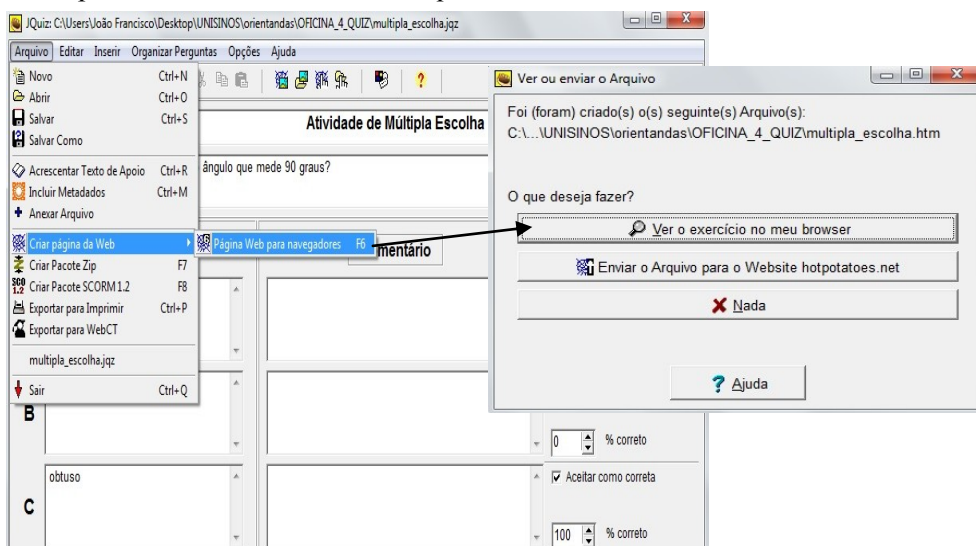 JQuiz: C:\Users\João Francisco\Desktop\UNISINOS\orientandas\OFICINA_4_QUIZ\multipla_escolha.jqz
Arquivo Editar Inserir Organizar Perguntas Opções Ajuda
Novo Ctrl+N
Abrir Ctrl+O
Salvar Ctrl+S
Salvar Como
Acrescentar Texto de Apoio Ctrl+R
Incluir Metadados Ctrl+M
Anexar Arquivo
Criar página da Web
Página Web para navegadores F6
Criar Pacote Zip F7
Criar Pacote SCORM 1.2 F8
Exportar para Imprimir Ctrl+P
Exportar para WebCT
multipla_escolha.jqz
Sair Ctrl+Q
Atividade de Múltipla Escolha
ângulo que mede 90 graus?
mentário
B
0 % correto
obtuso
Aceitar como correta
C
100 % correto
Ver ou enviar o Arquivo
Foi (foram) criado(s) o(s) seguinte(s) Arquivo(s):
C:\...\UNISINOS\orientandas\OFICINA_4_QUIZ\multipla_escolha.htm
O que deseja fazer?
Ver o exercício no meu browser
Enviar o Arquivo para o Website hotpotatoes.net
Nada
Ajuda